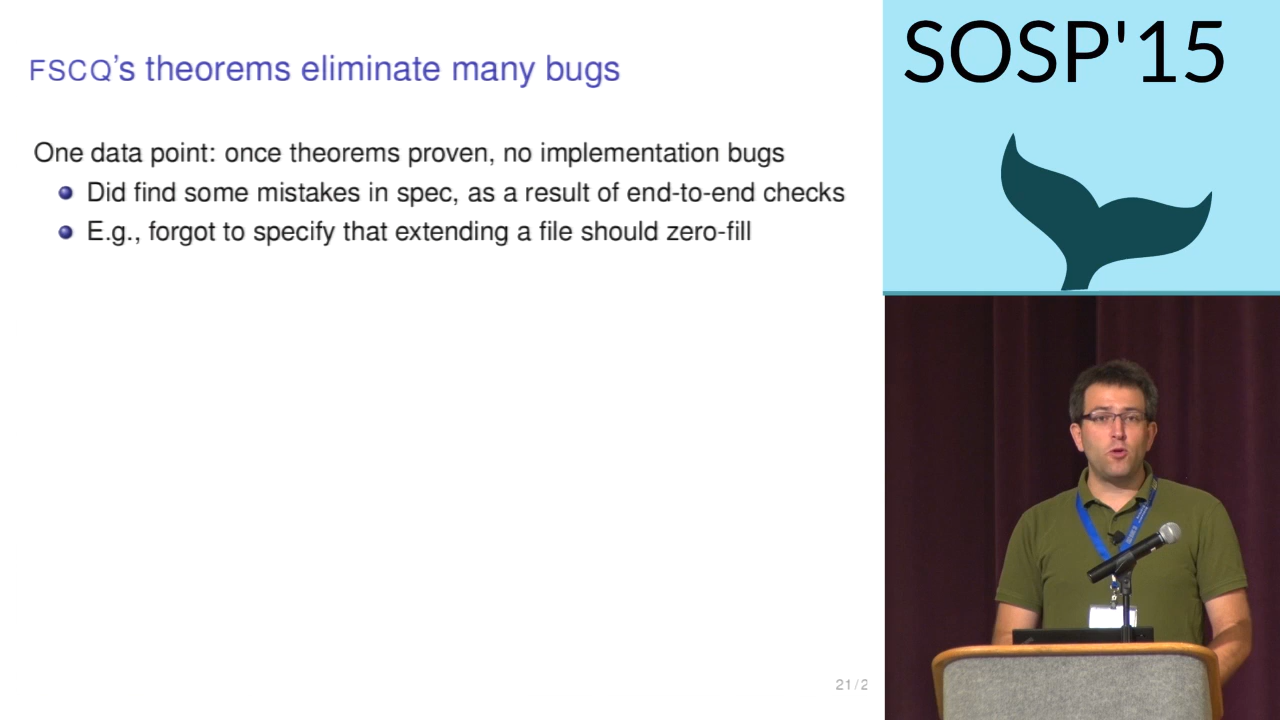 FSCQ's theorems eliminate many bugs
One data point: once theorems proven, no implementation bugs
Did find some mistakes in spec, as a result of end-to-end checks
E.g., forgot to specify that extending a file should zero-fill
21/2
SOSP'15